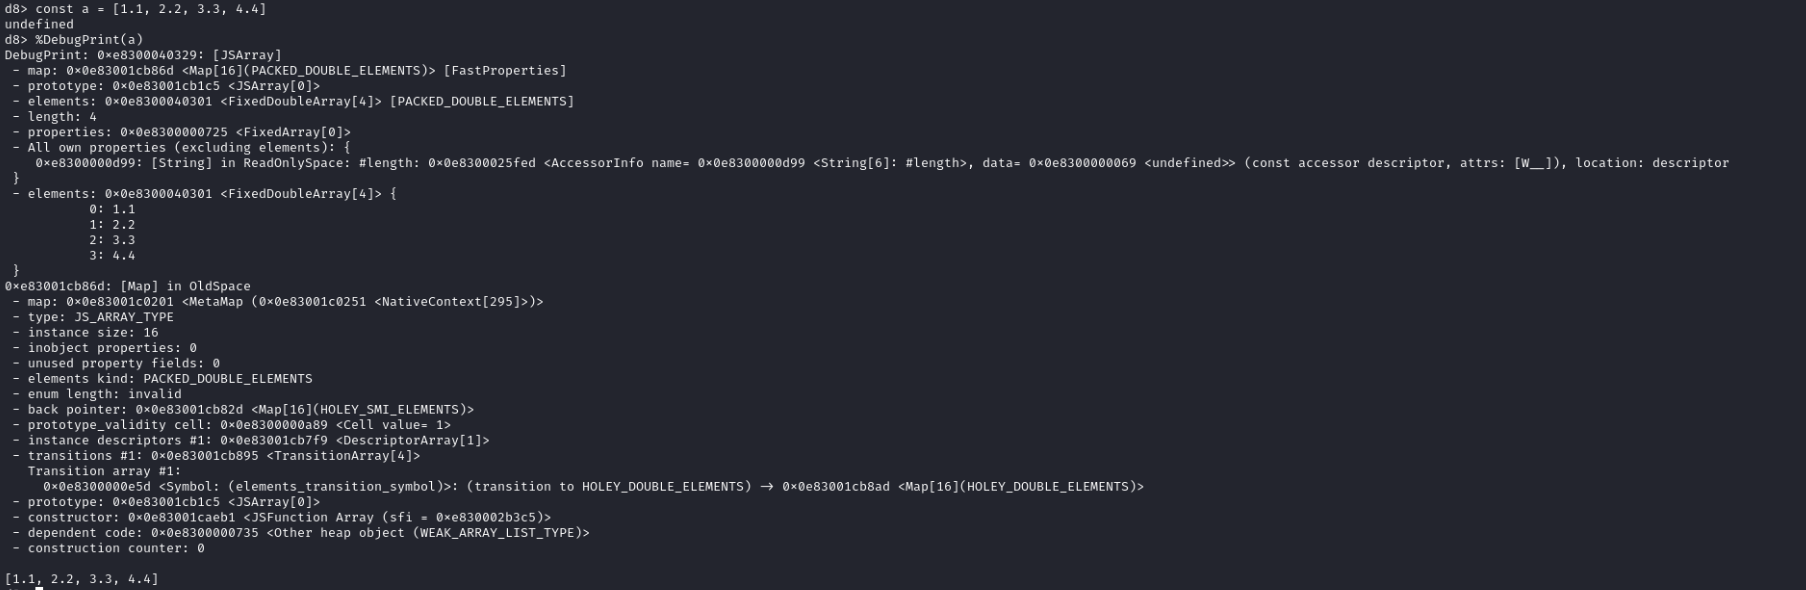 d8> const a = [1.1, 2.2, 3.3, 4.4]
undefined
d8> %DebugPrint(a)
DebugPrint: 0×e8300040329: [JSArray]
- map: 0×0e83001cb86d <Map[16](PACKED_DOUBLE_ELEMENTS)> [FastProperties]
- prototype: 0×0e83001cb1c5 <JSArray[0]>
- elements: 0×0e8300040301 <FixedDoubleArray[4]> [PACKED_DOUBLE_ELEMENTS]
- length: 4
- properties: 0×0e8300000725 <FixedArray[0]>
- All own properties (excluding elements): {
0×e8300000d99: [String] in ReadOnlySpace: #length: 0×0e8300025fed <AccessorInfo name= 0×0e8300000d99 <String[6]: #length>, data= 0×0e8300000069 <undefined>> (const accessor descriptor, attrs: [W__]), location: descriptor
}
- elements: 0×0e8300040301 <FixedDoubleArray[4]> {
0: 1.1
1: 2.2
2: 3.3
3: 4.4
}
0×e83001cb86d: [Map] in OldSpace
- map: 0×0e83001c0201 <MetaMap (0×0e83001c0251 <NativeContext[295]>)>
- type: JS_ARRAY_TYPE
- instance size: 16
- inobject properties: 0
- unused property fields: 0
- elements kind: PACKED_DOUBLE_ELEMENTS
- enum length: invalid
- back pointer: 0×0e83001cb82d <Map[16](HOLEY_SMI_ELEMENTS)>
- prototype_validity cell: 0×0e8300000a89 <Cell value= 1>
- instance descriptors #1: 0×0e83001cb7f9 <DescriptorArray[1]>
- transitions #1: 0×0e83001cb895 <TransitionArray[4]>
Transition array #1:
0×0e8300000e5d <Symbol: (elements_transition_symbol)>: (transition to HOLEY_DOUBLE_ELEMENTS) → 0×0e83001cb8ad <Map[16](HOLEY_DOUBLE_ELEMENTS)>
- prototype: 0×0e83001cb1c5 <JSArray[0]>
- constructor: 0×0e83001caeb1 <JSFunction Array (sfi = 0×e830002b3c5)>
- dependent code: 0×0e8300000735 <Other heap object (WEAK_ARRAY_LIST_TYPE)>
- construction counter: 0
[1.1, 2.2, 3.3, 4.4]